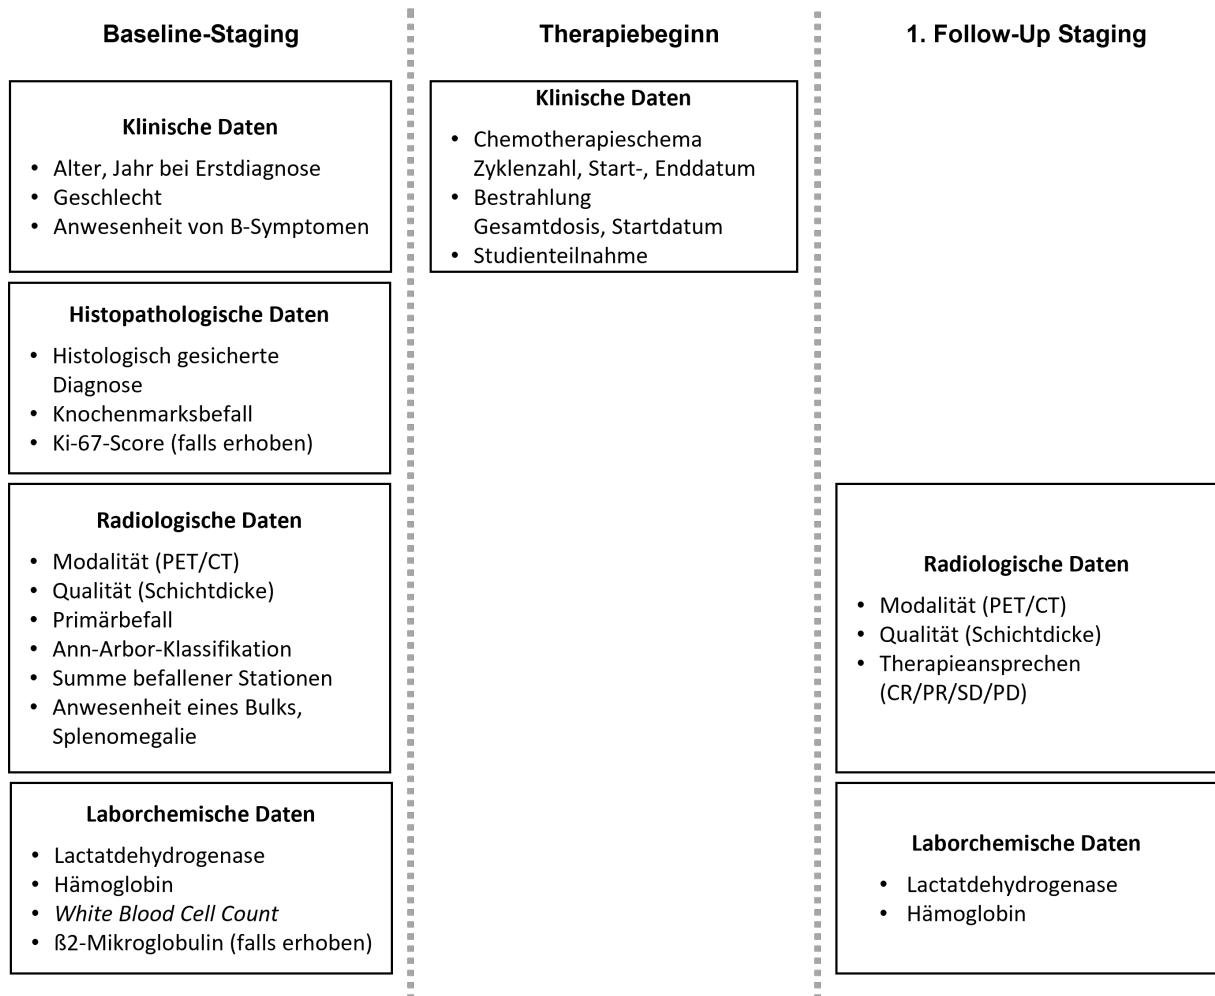 Baseline-Staging
Klinische Daten
• Alter, Jahr bei Erstdiagnose
• Geschlecht
• Anwesenheit von B-Symptomen
Histopathologische Daten
• Histologisch gesicherte
Diagnose
• Knochenmarksbefall
• Ki-67-Score (falls erhoben)
Radiologische Daten
• Modalität (PET/CT)
• Qualität (Schichtdicke)
• Primärbefall
• Ann-Arbor-Klassifikation
• Summe befallener Stationen
• Anwesenheit eines Bulks,
Splenomegalie
Laborchemische Daten
• Lactatdehydrogenase
• Hämoglobin
• White Blood Cell Count
• ß2-Mikroglobulin (falls erhoben)
Therapiebeginn
Klinische Daten
• Chemotherapieschema
Zyklenzahl, Start-, Enddatum
• Bestrahlung
Gesamtdosis, Startdatum
• Studienteilnahme
1. Follow-Up Staging
Radiologische Daten
• Modalität (PET/CT)
• Qualität (Schichtdicke)
• Therapieansprechen
(CR/PR/SD/PD)
Laborchemische Daten
• Lactatdehydrogenase
• Hämoglobin